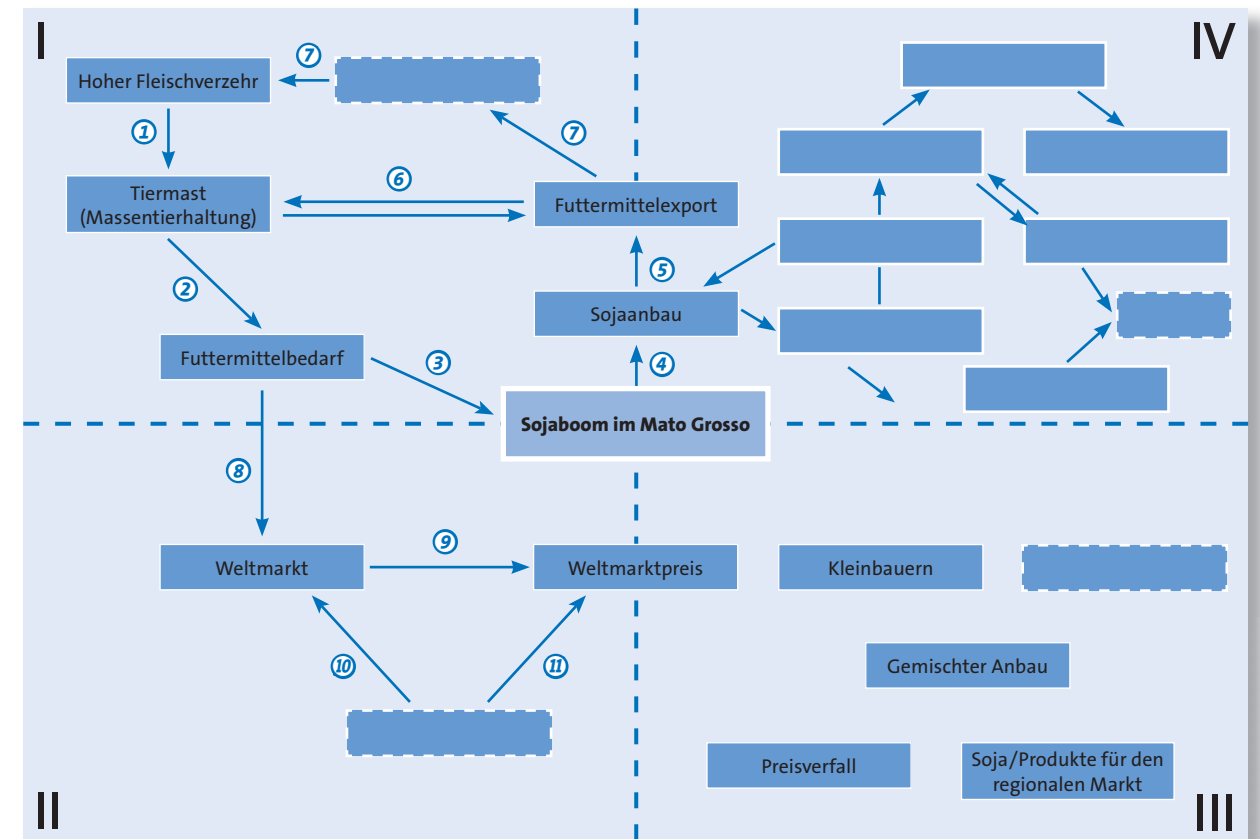 I
IV
7
Hoher Fleischverzehr
1
7
Tiermast
(Massentierhaltung)
6
Futtermittelexport
2
5
Sojaanbau
Futtermittelbedarf
3
4
Sojaboom im Mato Grosso
8
Weltmarkt
9
Weltmarktpreis
Kleinbauern
10
11
Gemischter Anbau
Preisverfall
Soja/Produkte für den
regionalen Markt
II
III